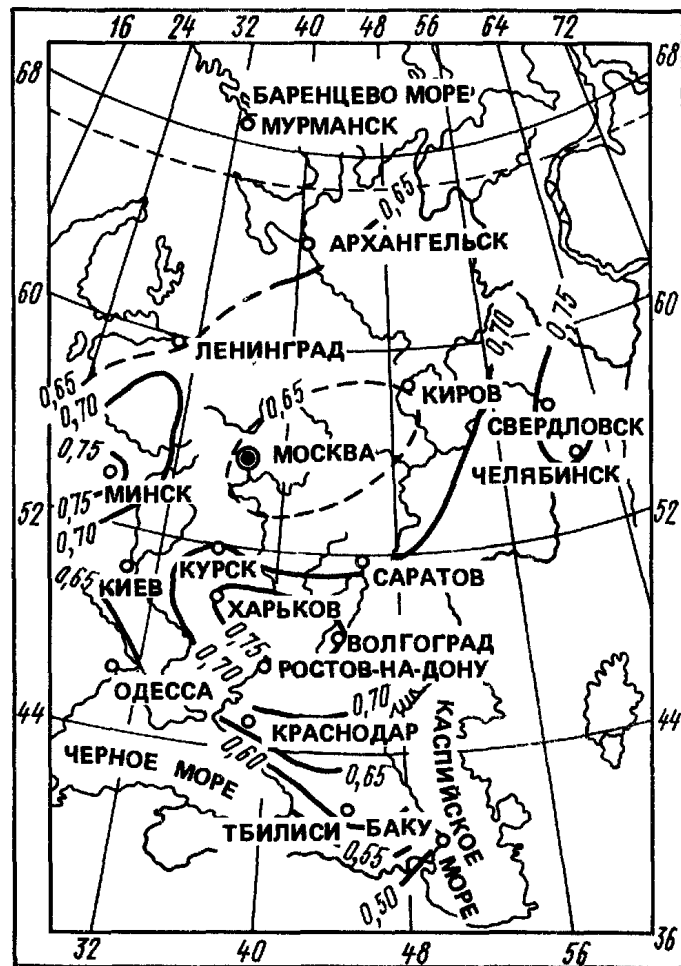 16 24 32 40 48 56 64 72
68 68
БАРЕНЦЕВО МОРЕ
МУРМАНСК
0,65
АРХАНГЕЛЬСК
60 60
0,70 0,75
ЛЕНИНГРАД
0,65
0,70
0,65
КИРОВ
СВЕРДЛОВСК
0,75
МОСКВА
ЧЕЛЯБИНСК
МИНСК
0,75
52 52
0,70
КУРСК
САРАТОВ
0,65
КИЕВ
ХАРЬКОВ
0,75
ВОЛГОГРАД
0,70
РОСТОВ-НА-ДОНУ
ОДЕССА
0,70
44 44
КРАСНОДАР
0,60
ЧЕРНОЕ МОРЕ
0,65
КАСПИЙСКОЕ
МОРЕ
ТБИЛИСИ
БАКУ
0,65
0,50
36
32 40 48 56